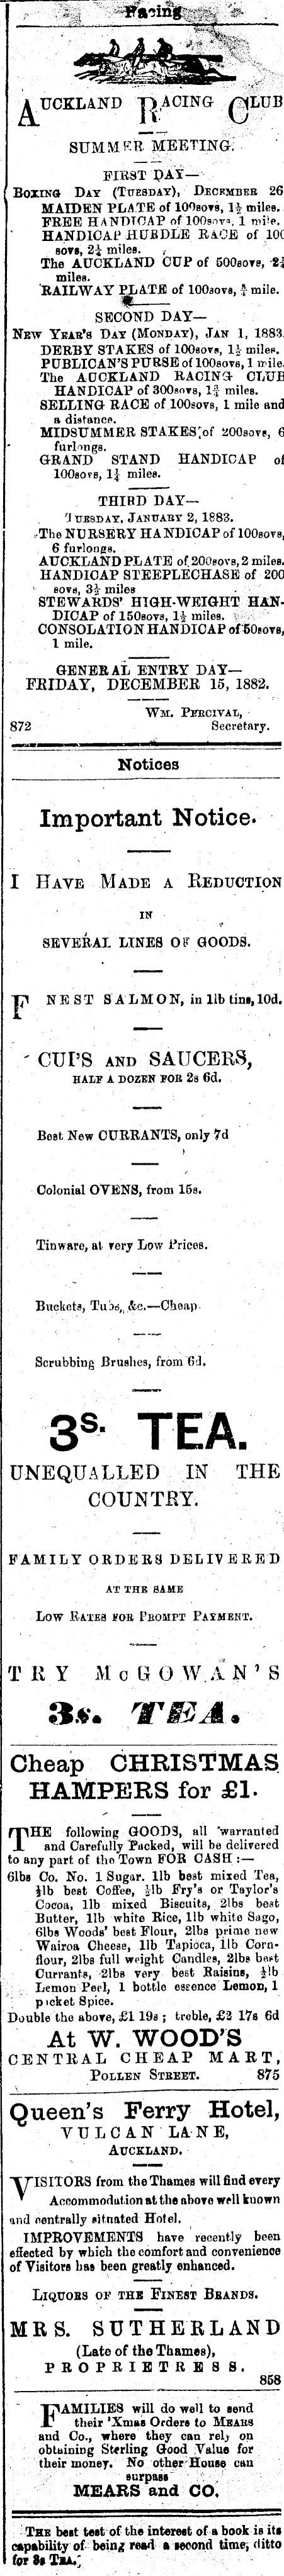 Racing
AUCKLAND RACING CLUB
SUMMER MEETING.
FIRST DAY—
BOXING DAY (TUESDAY), DECEMBER 26
MAIDEN PLATE of 100sovs, 1½ miles.
FREE HANDICAP of 100sovs, 1 mile.
HANDICAP HURDLE RACE of 100
sovs, 2¼ miles.
The AUCKLAND CUP of 500sovs, 2¼
miles.
RAILWAY PLATE of 100sovs, ¾ mile.
SECOND DAY—
NEW YEAR'S DAY (MONDAY), JAN 1, 1883.
DERBY STAKES of 100sovs, 1½ miles.
PUBLICAN'S PURSE of 100sovs, 1 mile
The AUCKLAND RACING CLUB
HANDICAP of 300sovs, miles.
SELLING RACE of 100sovs, 1 mile and
a distance.
MIDSUMMER STAKES of 200sovs, 6
furlongs.
GRAND STAND HANDICAP of
100sovs, 1¼ miles.
THIRD DAY—
TUESDAY, JANUARY 2, 1883.
The NURSERY HANDICAP of 100sovs,
6 furlongs.
AUCKLAND PLATE of 200sovs, 2 miles.
HANDICAP STEEPLECHASE of 200
sovs, 3½ miles
STEWARDS' HIGH-WEIGHT HAN-
DICAP of 150sovs, 1½ miles.
CONSOLATION HANDICAP of 50sovs,
1 mile.
GENERAL ENTRY DAY—
FRIDAY, DECEMBER 15, 1882.
WM. PERCIVAL,
872 Secretary.
Notices
Important Notice.
I HAVE MADE A REDUCTION
IN
SEVERAL LINES OF GOODS.
F NEST SALMON, in 1lb tins, 10d.
CUPS AND SAUCERS,
HALF A DOZEN FOR 2s 6d.
Best New CURRANTS, only 7d
Colonial OVENS, from 15s.
Tinware, at very Low Prices.
Buckets, Tubs, &c.—Cheap.
Scrubbing Brushes, from 6d.
3S. TEA.
UNEQUALLED IN THE
COUNTRY.
FAMILY ORDERS DELIVERED
AT THE SAME
LOW RATES FOR PROMPT PAYMENT.
TRY McGOWAN'S
3s. TEA.
Cheap CHRISTMAS
HAMPERS for £1.
THE following GOODS, all warranted
and Carefully Packed, will be delivered
to any part of the Town FOR CASH :—
6lbs Co. No. 1 Sugar. 1lb best mixed Tea,
½lb best Coffee, ½lb Fry's or Taylor's
Cocoa, 1lb mixed Biscuits, 2lbs best
Butter, 1lb white Rice, 1lb white Sago,
6lbs Woods' best Flour, 2lbs prime new
Wairoa Cheese, 1lb Tapioca, 1lb Corn-
flour, 2lbs full weight Candles, 2lbs best
Currants, 2lbs very best Raisins, ½lb
Lemon Peel, 1 bottle essence Lemon, 1
packet Spice.
Double the above, £1 19s ; treble, £2 17s 6d
At W. WOOD'S
CENTRAL CHEAP MART,
POLLEN STREET. 875
Queen's Ferry Hotel,
VULCAN LANE,
AUCKLAND.
VISITORS from the Thames will find every
Accommodation at the above well known
and centrally situated Hotel.
IMPROVEMENTS have recently been
effected by which the comfort and convenience
of Visitors has been greatly enhanced.
LIQUORS OF THE FINEST BRANDS.
MRS. SUTHERLAND
(Late of the Thames),
PROPRIETRESS.
858
FAMILIES will do well to send
their 'Xmas Orders to MEARS
and Co., where they can rely on
obtaining Sterling Good Value for
their money. No other House can
surpass
MEARS and CO.
THE best test of the interest of a book is its
capability of being read a second time, ditto
for 3s TEA.